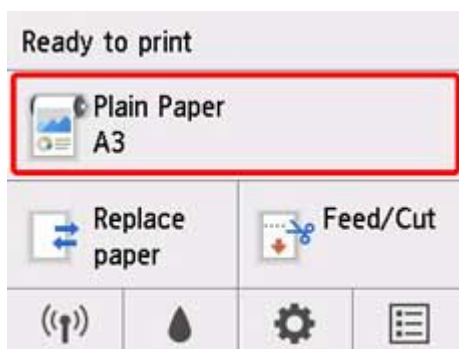 Ready to print
Plain Paper
A3
Replace
paper
Feed/Cut